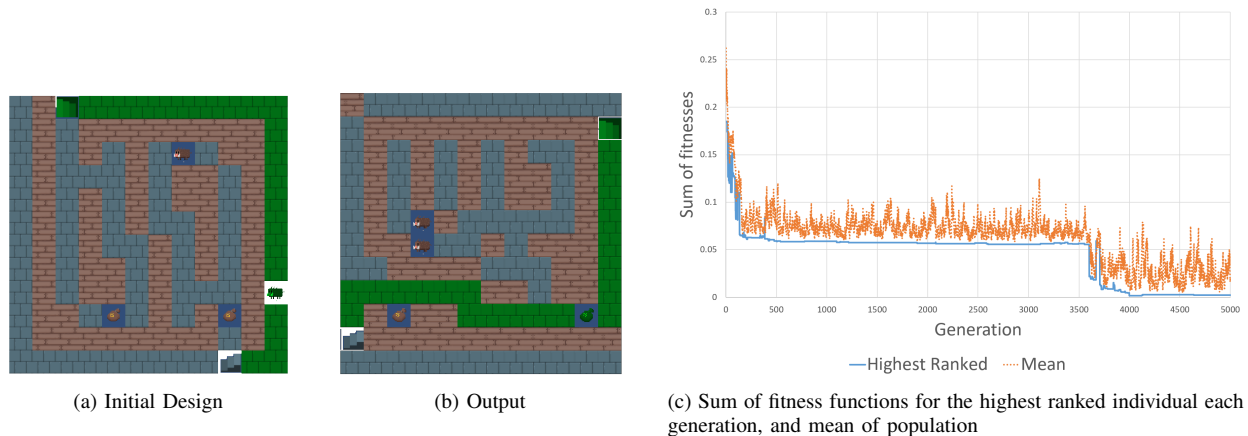 0.3
0.25
0.2
0.15
0.1
0.05
0
Sum of fitnesses
0 500 1000 1500 2000 2500 3000 3500 4000 4500 5000
Generation
Highest Ranked Mean
(a) Initial Design
(b) Output
(c) Sum of fitness functions for the highest ranked individual each
generation, and mean of population